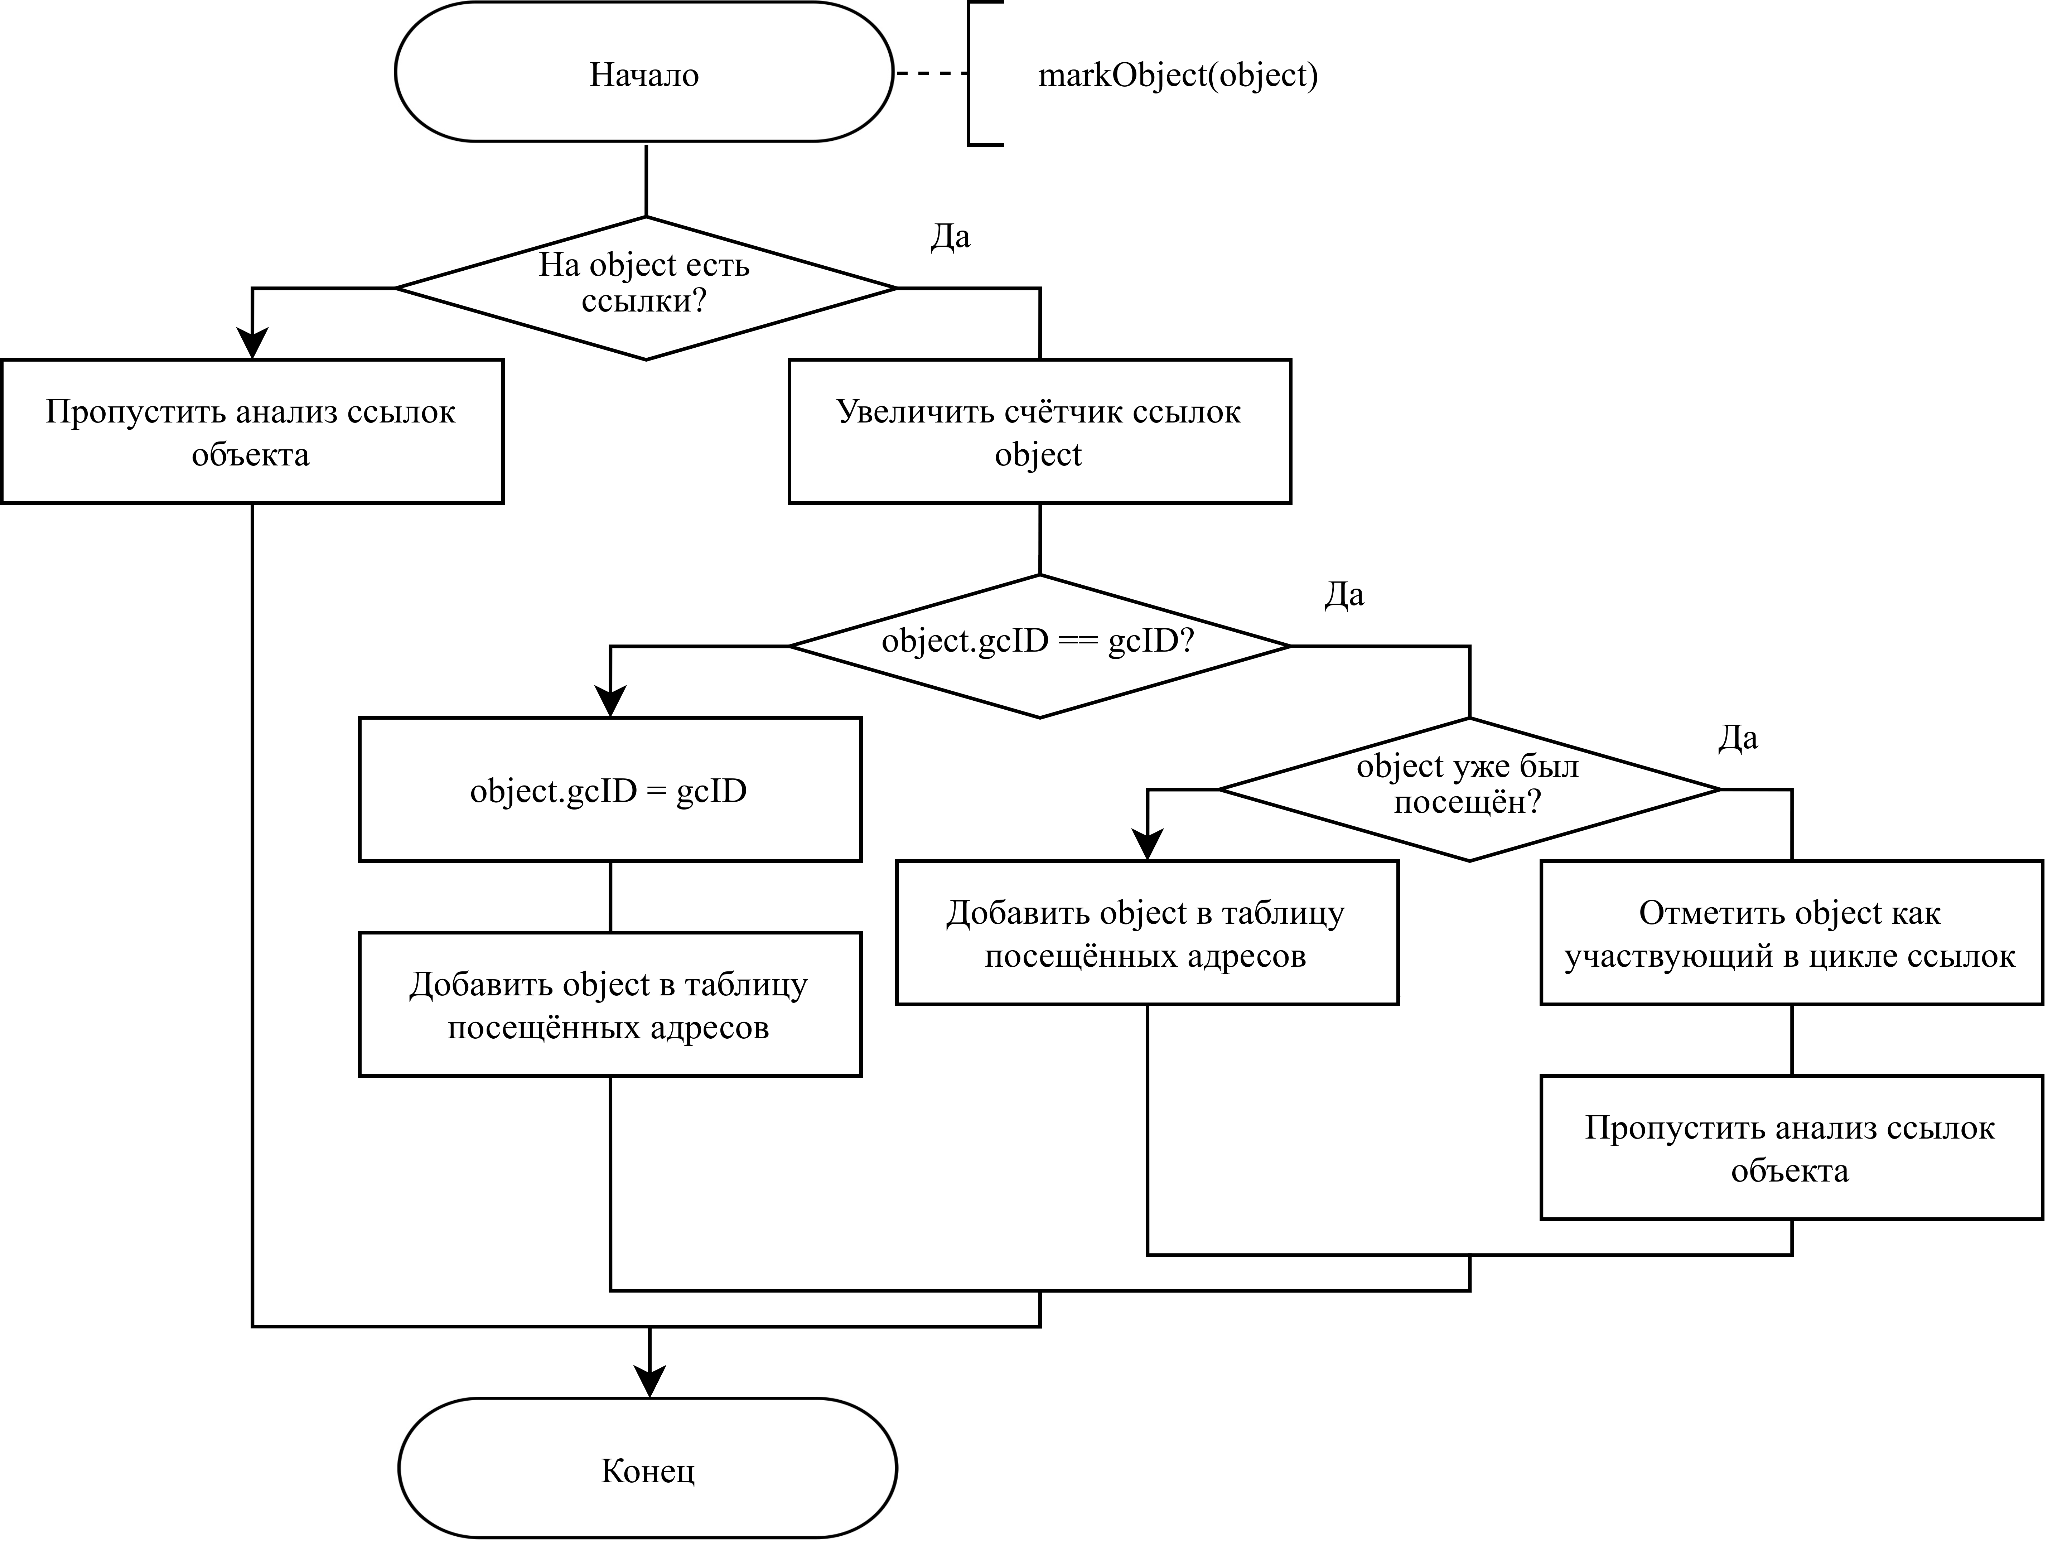 Начало
markObject(object)
Да
На object есть
ссылки?
Пропустить анализ ссылок
объекта
Увеличить счётчик ссылок
object
Да
object.gcID == gcID?
Да
object уже был
посещён?
object.gcID = gcID
Добавить object в таблицу
посещённых адресов
Отметить object как
участвующий в цикле ссылок
Добавить object в таблицу
посещённых адресов
Пропустить анализ ссылок
объекта
Конец